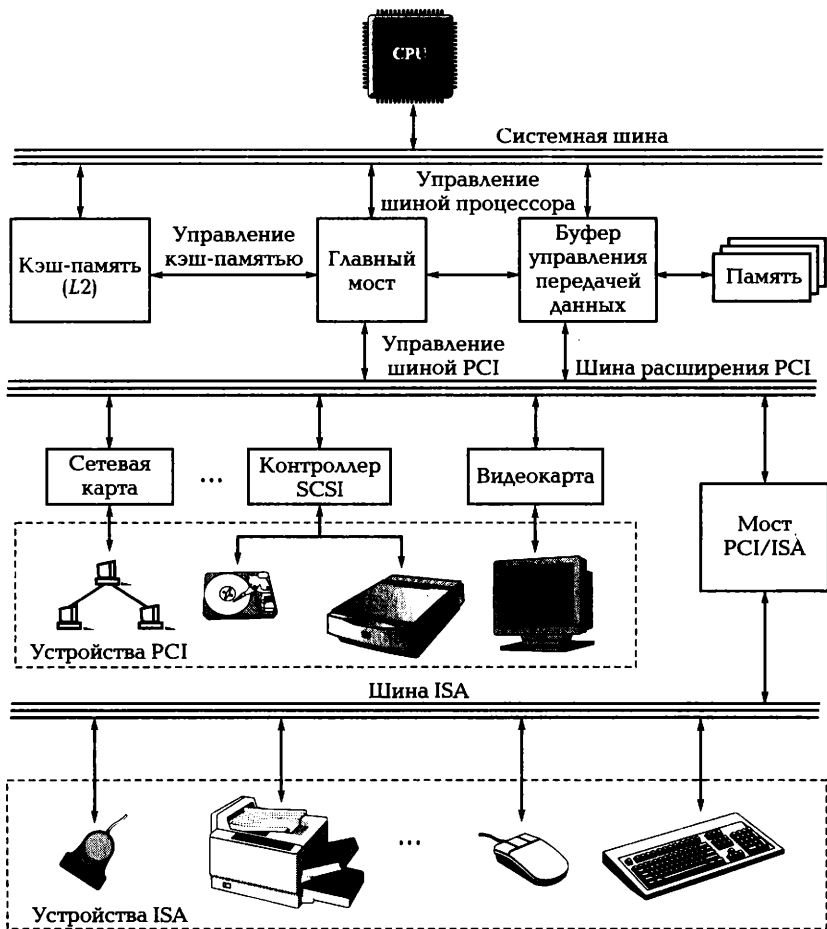 CPU
Системная шина
Управление
шиной процессора
Кэш-память
(L2)
Управление
кэш-памятью
Главный
мост
Буфер
управления
передачей
данных
Память
Управление
шиной PCI
Шина расширения PCI
Сетевая
карта
...
Контроллер
SCSI
Видеокарта
Мост
PCI/ISA
Устройства PCI
Шина ISA
...
Устройства ISA